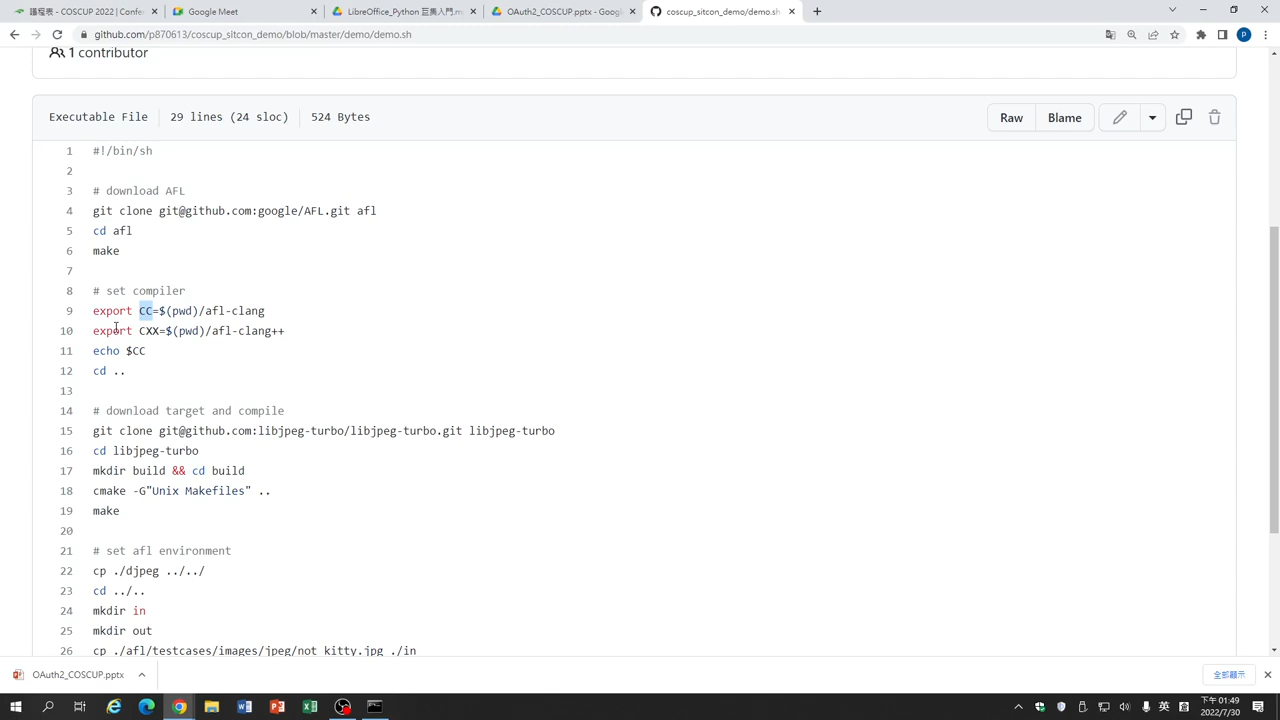 議程表 - COSCUP 2022 | Confe
Google Meet
LibreOffice_Python 巨集入門.m
OAuth2_COSCUP.pptx - Googl
coscup_sitcon_demo/demo.sh
github.com/p870613/coscup_sitcon_demo/blob/master/demo/demo.sh
1 contributor
Executable File 29 lines (24 sloc) 524 Bytes
Raw Blame
1 #!/bin/sh
2
3 # download AFL
4 git clone git@github.com:google/AFL.git afl
5 cd afl
6 make
7
8 # set compiler
9 export CC=$(pwd)/afl-clang
10 export CXX=$(pwd)/afl-clang++
11 echo $CC
12 cd ..
13
14 # download target and compile
15 git clone git@github.com:libjpeg-turbo/libjpeg-turbo.git libjpeg-turbo
16 cd libjpeg-turbo
17 mkdir build && cd build
18 cmake -G"Unix Makefiles" ..
19 make
20
21 # set afl environment
22 cp ./djpeg ../../
23 cd ../..
24 mkdir in
25 mkdir out
26 cp ./afl/testcases/images/jpeg/not_kitty.jpg ./in
OAuth2_COSCUP.pptx
全部顯示
英
下午 01:49
2022/7/30